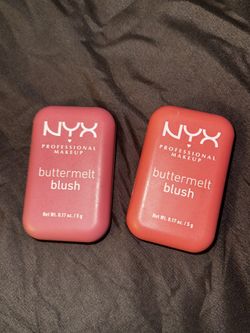 NYX
PROFESSIONAL
MAKEUP
buttermelt
blush
Net Wt. 0.17 oz. / 5 g
NYX
PROFESSIONAL
MAKEUP
buttermelt
blush
Net Wt. 0.17 oz. / 5 g